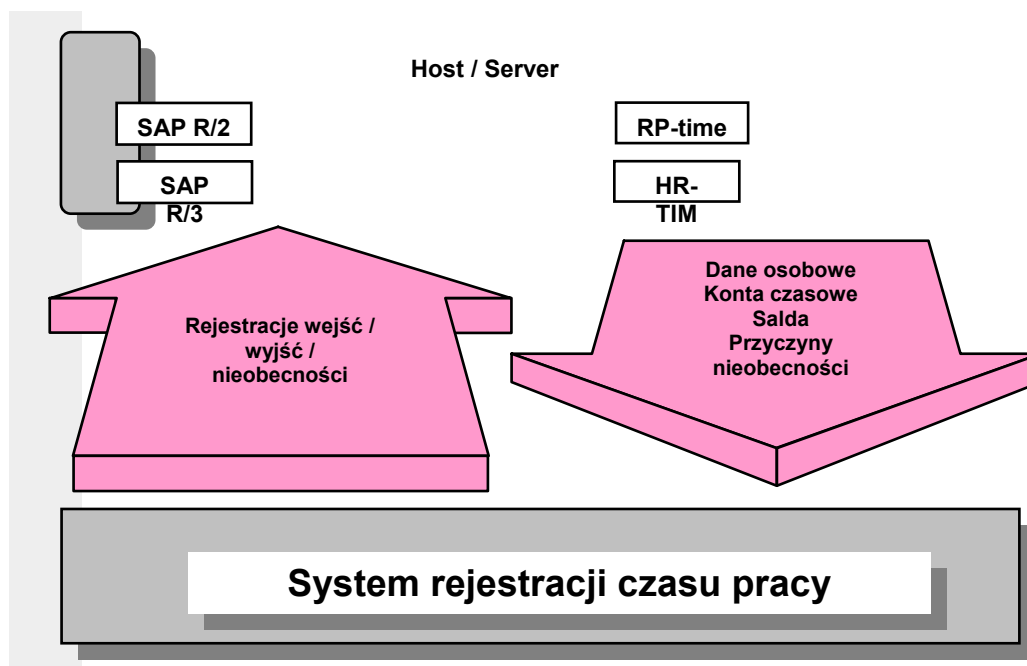 Host / Server
SAP R/2
RP-time
SAP
R/3
HR-
TIM
Rejestracje wejść /
wyjść /
nieobecności
Dane osobowe
Konta czasowe
Salda
Przyczyny
nieobecności
System rejestracji czasu pracy